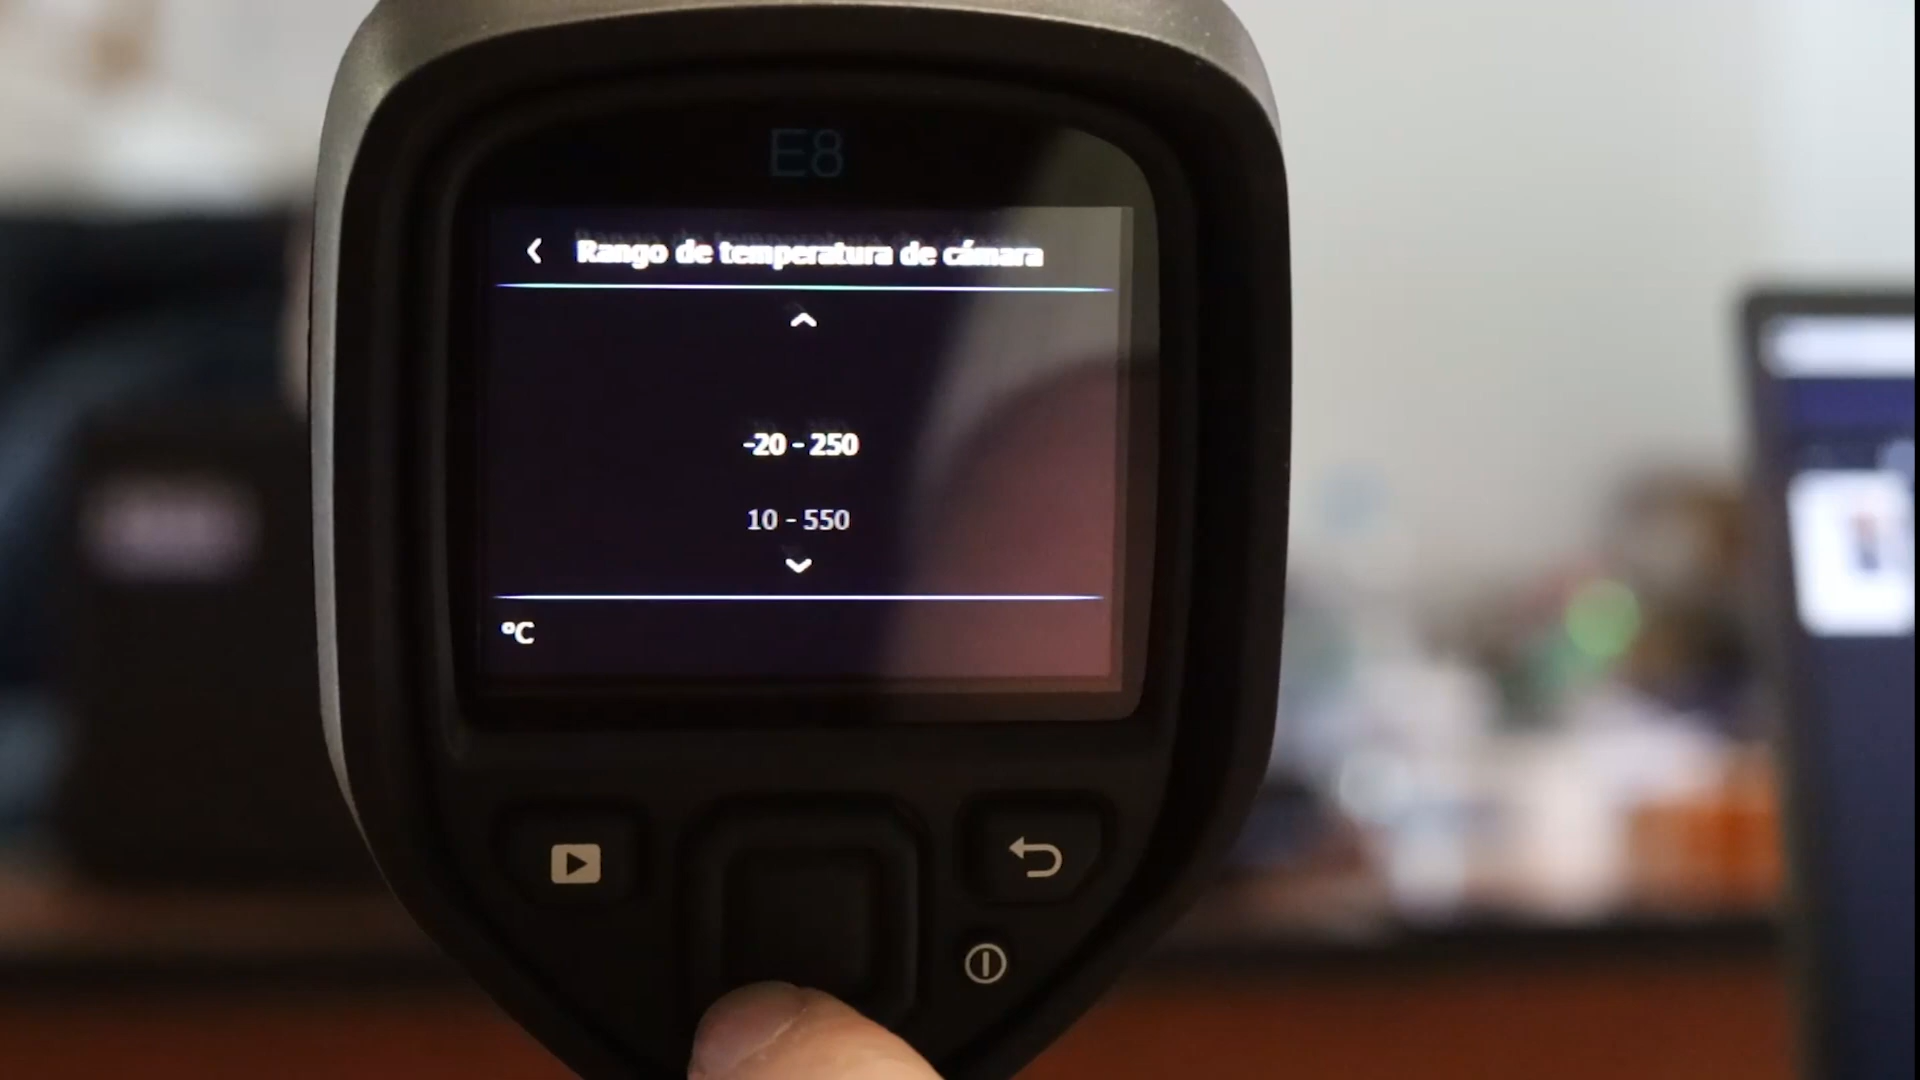 E8
Rango de temperatura de cámara
-20 - 250
10 - 550
°C